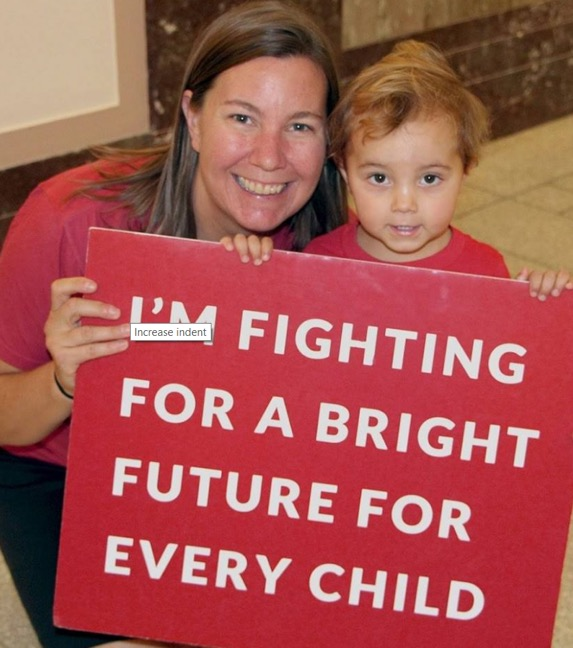 I'M FIGHTING
Increase indent
FOR A BRIGHT
FUTURE FOR
EVERY CHILD